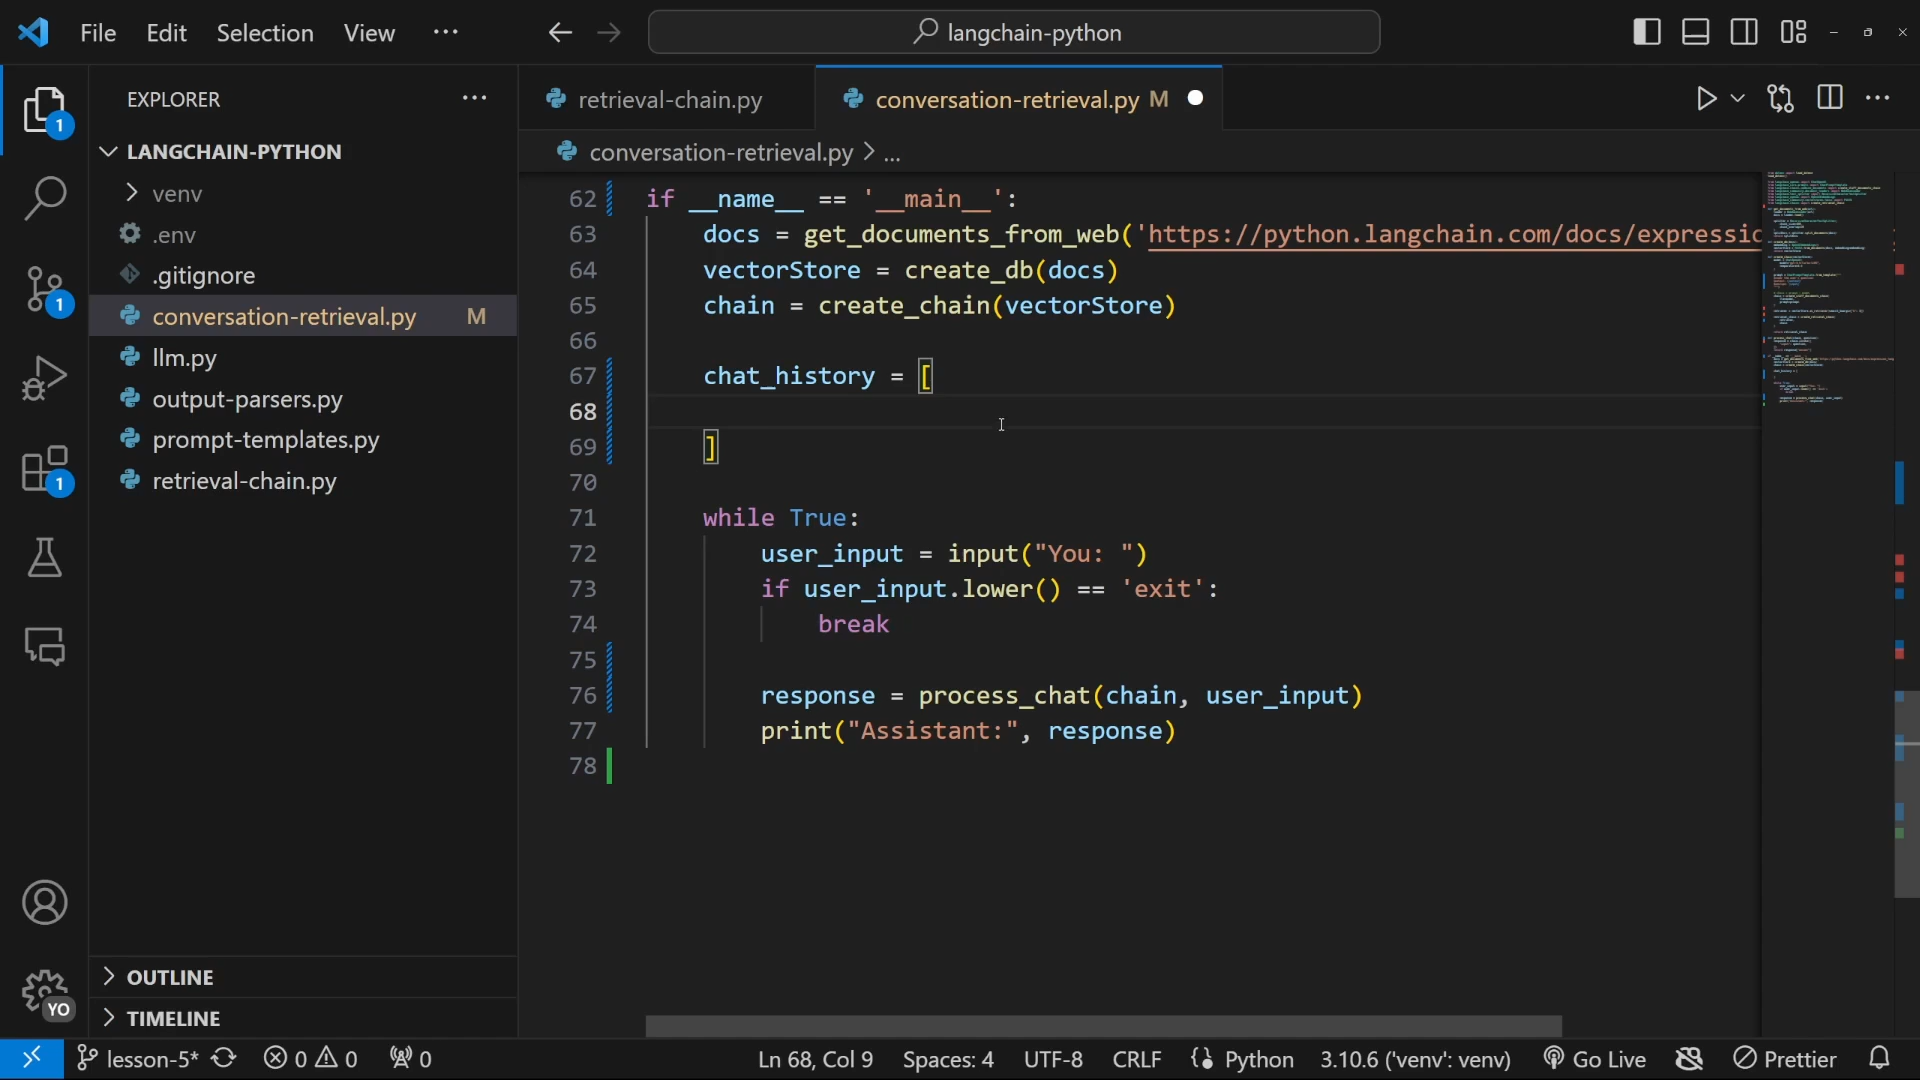 File Edit Selection View ··· langchain-python
EXPLORER ···
1
LANGCHAIN-PYTHON
venv
.env
.gitignore
1
conversation-retrieval.py M
llm.py
output-parsers.py
prompt-templates.py
1
retrieval-chain.py
OUTLINE
YO
TIMELINE
retrieval-chain.py conversation-retrieval.py M
conversation-retrieval.py > ...
62 if __name__ == '__main__':
63 docs = get_documents_from_web('https://python.langchain.com/docs/expressio
64 vectorStore = create_db(docs)
65 chain = create_chain(vectorStore)
66
67 chat_history = [
68
69 ]
70
71 while True:
72 user_input = input("You: ")
73 if user_input.lower() == 'exit':
74 break
75
76 response = process_chat(chain, user_input)
77 print("Assistant:", response)
78
lesson-5* 0 0 0 Ln 68, Col 9 Spaces: 4 UTF-8 CRLF Python 3.10.6 ('venv': venv) Go Live Prettier